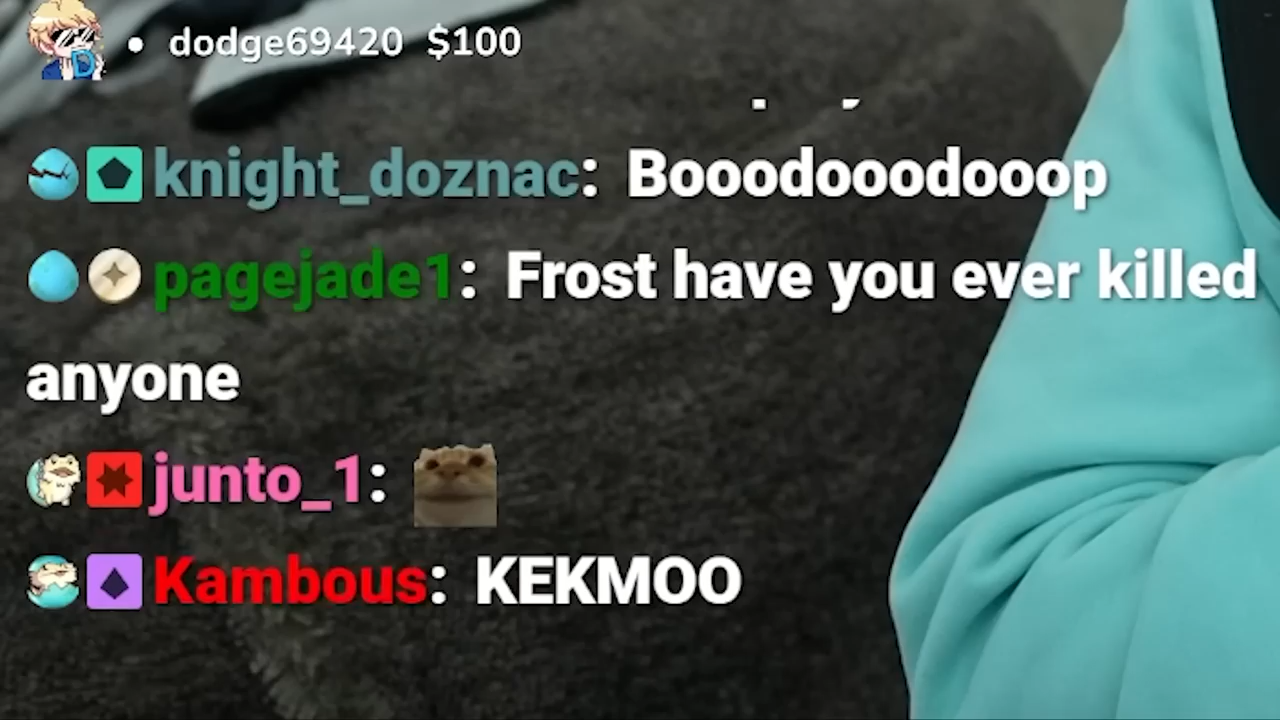 • dodge69420 $100
knight_doznac: Booodooodooop
pagejade1: Frost have you ever killed
anyone
junto_1:
Kambous: KEKMOO